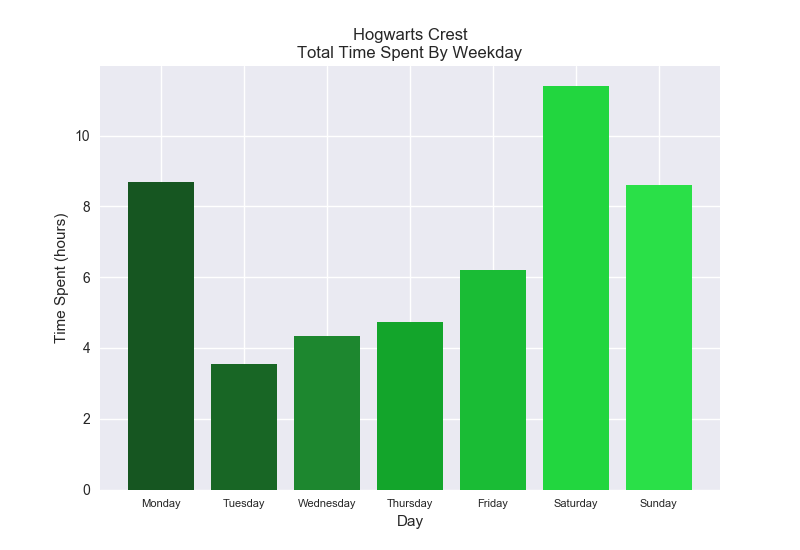 Hogwarts Crest
Total Time Spent By Weekday
Time Spent (hours)
10
8
6
4
2
0
Monday Tuesday Wednesday Thursday Friday Saturday Sunday
Day